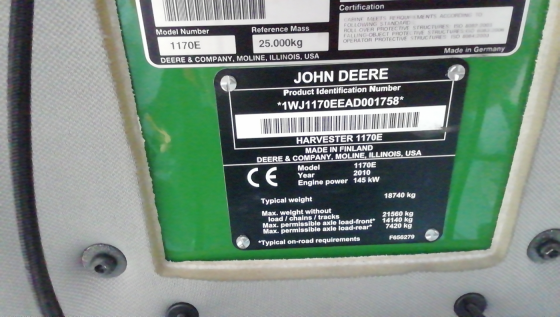 Certification
Model Number
Reference Mass
1170E
25.000kg
DEERE & COMPANY, MOLINE, ILLINOIS, USA
Made in Germany
JOHN DEERE
Product Identification Number
*1WJ1170EEAD001758*
HARVESTER 1170E
MADE IN FINLAND
DEERE & COMPANY, MOLINE, ILLINOIS, USA
CE
Model 1170E
Year 2010
Engine power 145 kW
Typical weight 18740 kg
Max. weight without
load / chains / tracks 21560 kg
Max. permissible axle load-front* 14140 kg
Max. permissible axle load-rear* 7420 kg
*Typical on-road requirements F656279